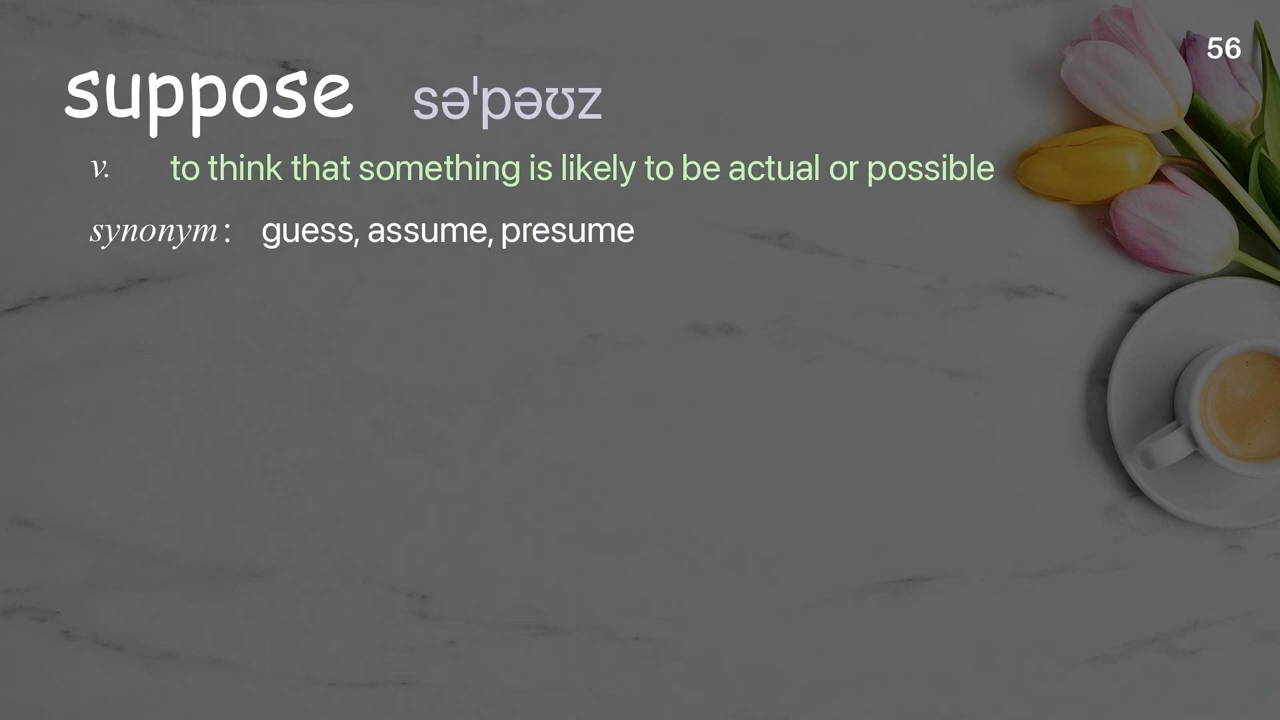 56
suppose səˈpəʊz
v. to think that something is likely to be actual or possible
synonym : guess, assume, presume